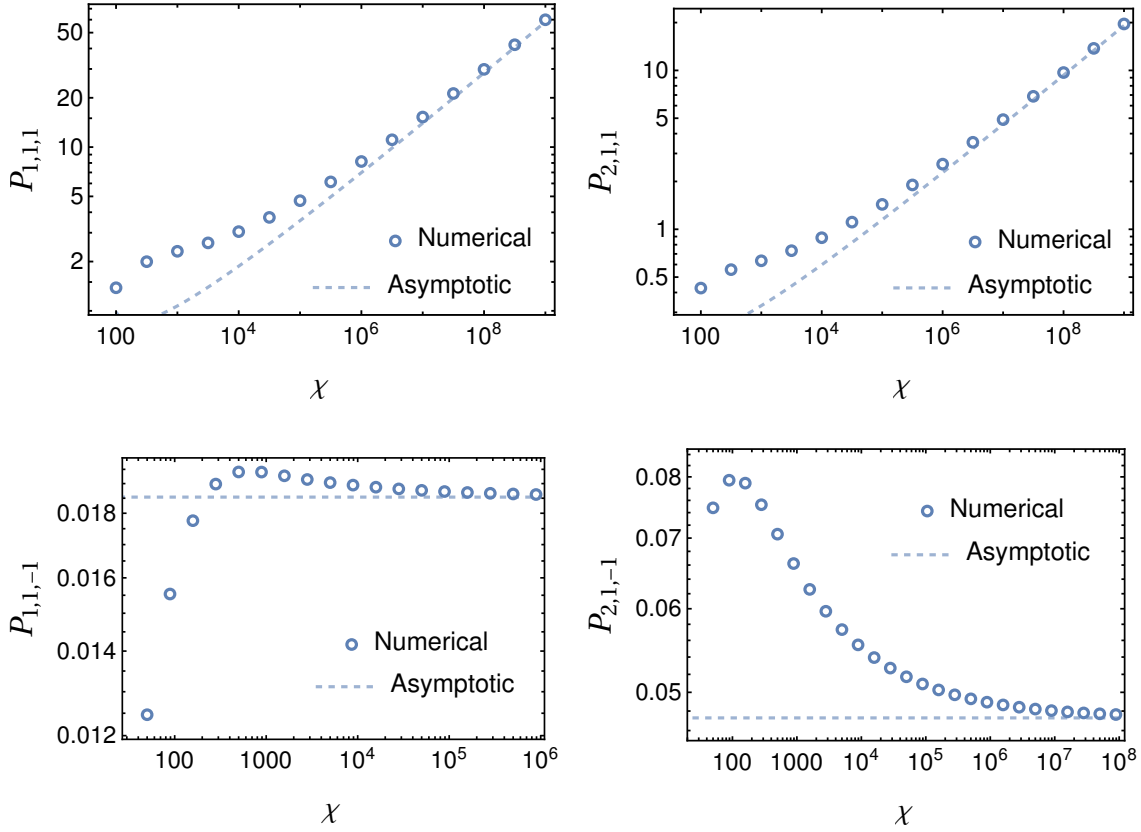 P1,1,1
50
20
10
5
2
Numerical
Asymptotic
100
10^4
10^6
10^8
χ
P2,1,1
10
5
1
0.5
Numerical
Asymptotic
100
10^4
10^6
10^8
χ
P1,1,−1
0.018
0.016
0.014
0.012
Numerical
Asymptotic
100
1000
10^4
10^5
10^6
χ
P2,1,−1
0.08
0.07
0.06
0.05
Numerical
Asymptotic
100
1000
10^4
10^5
10^6
10^7
10^8
χ